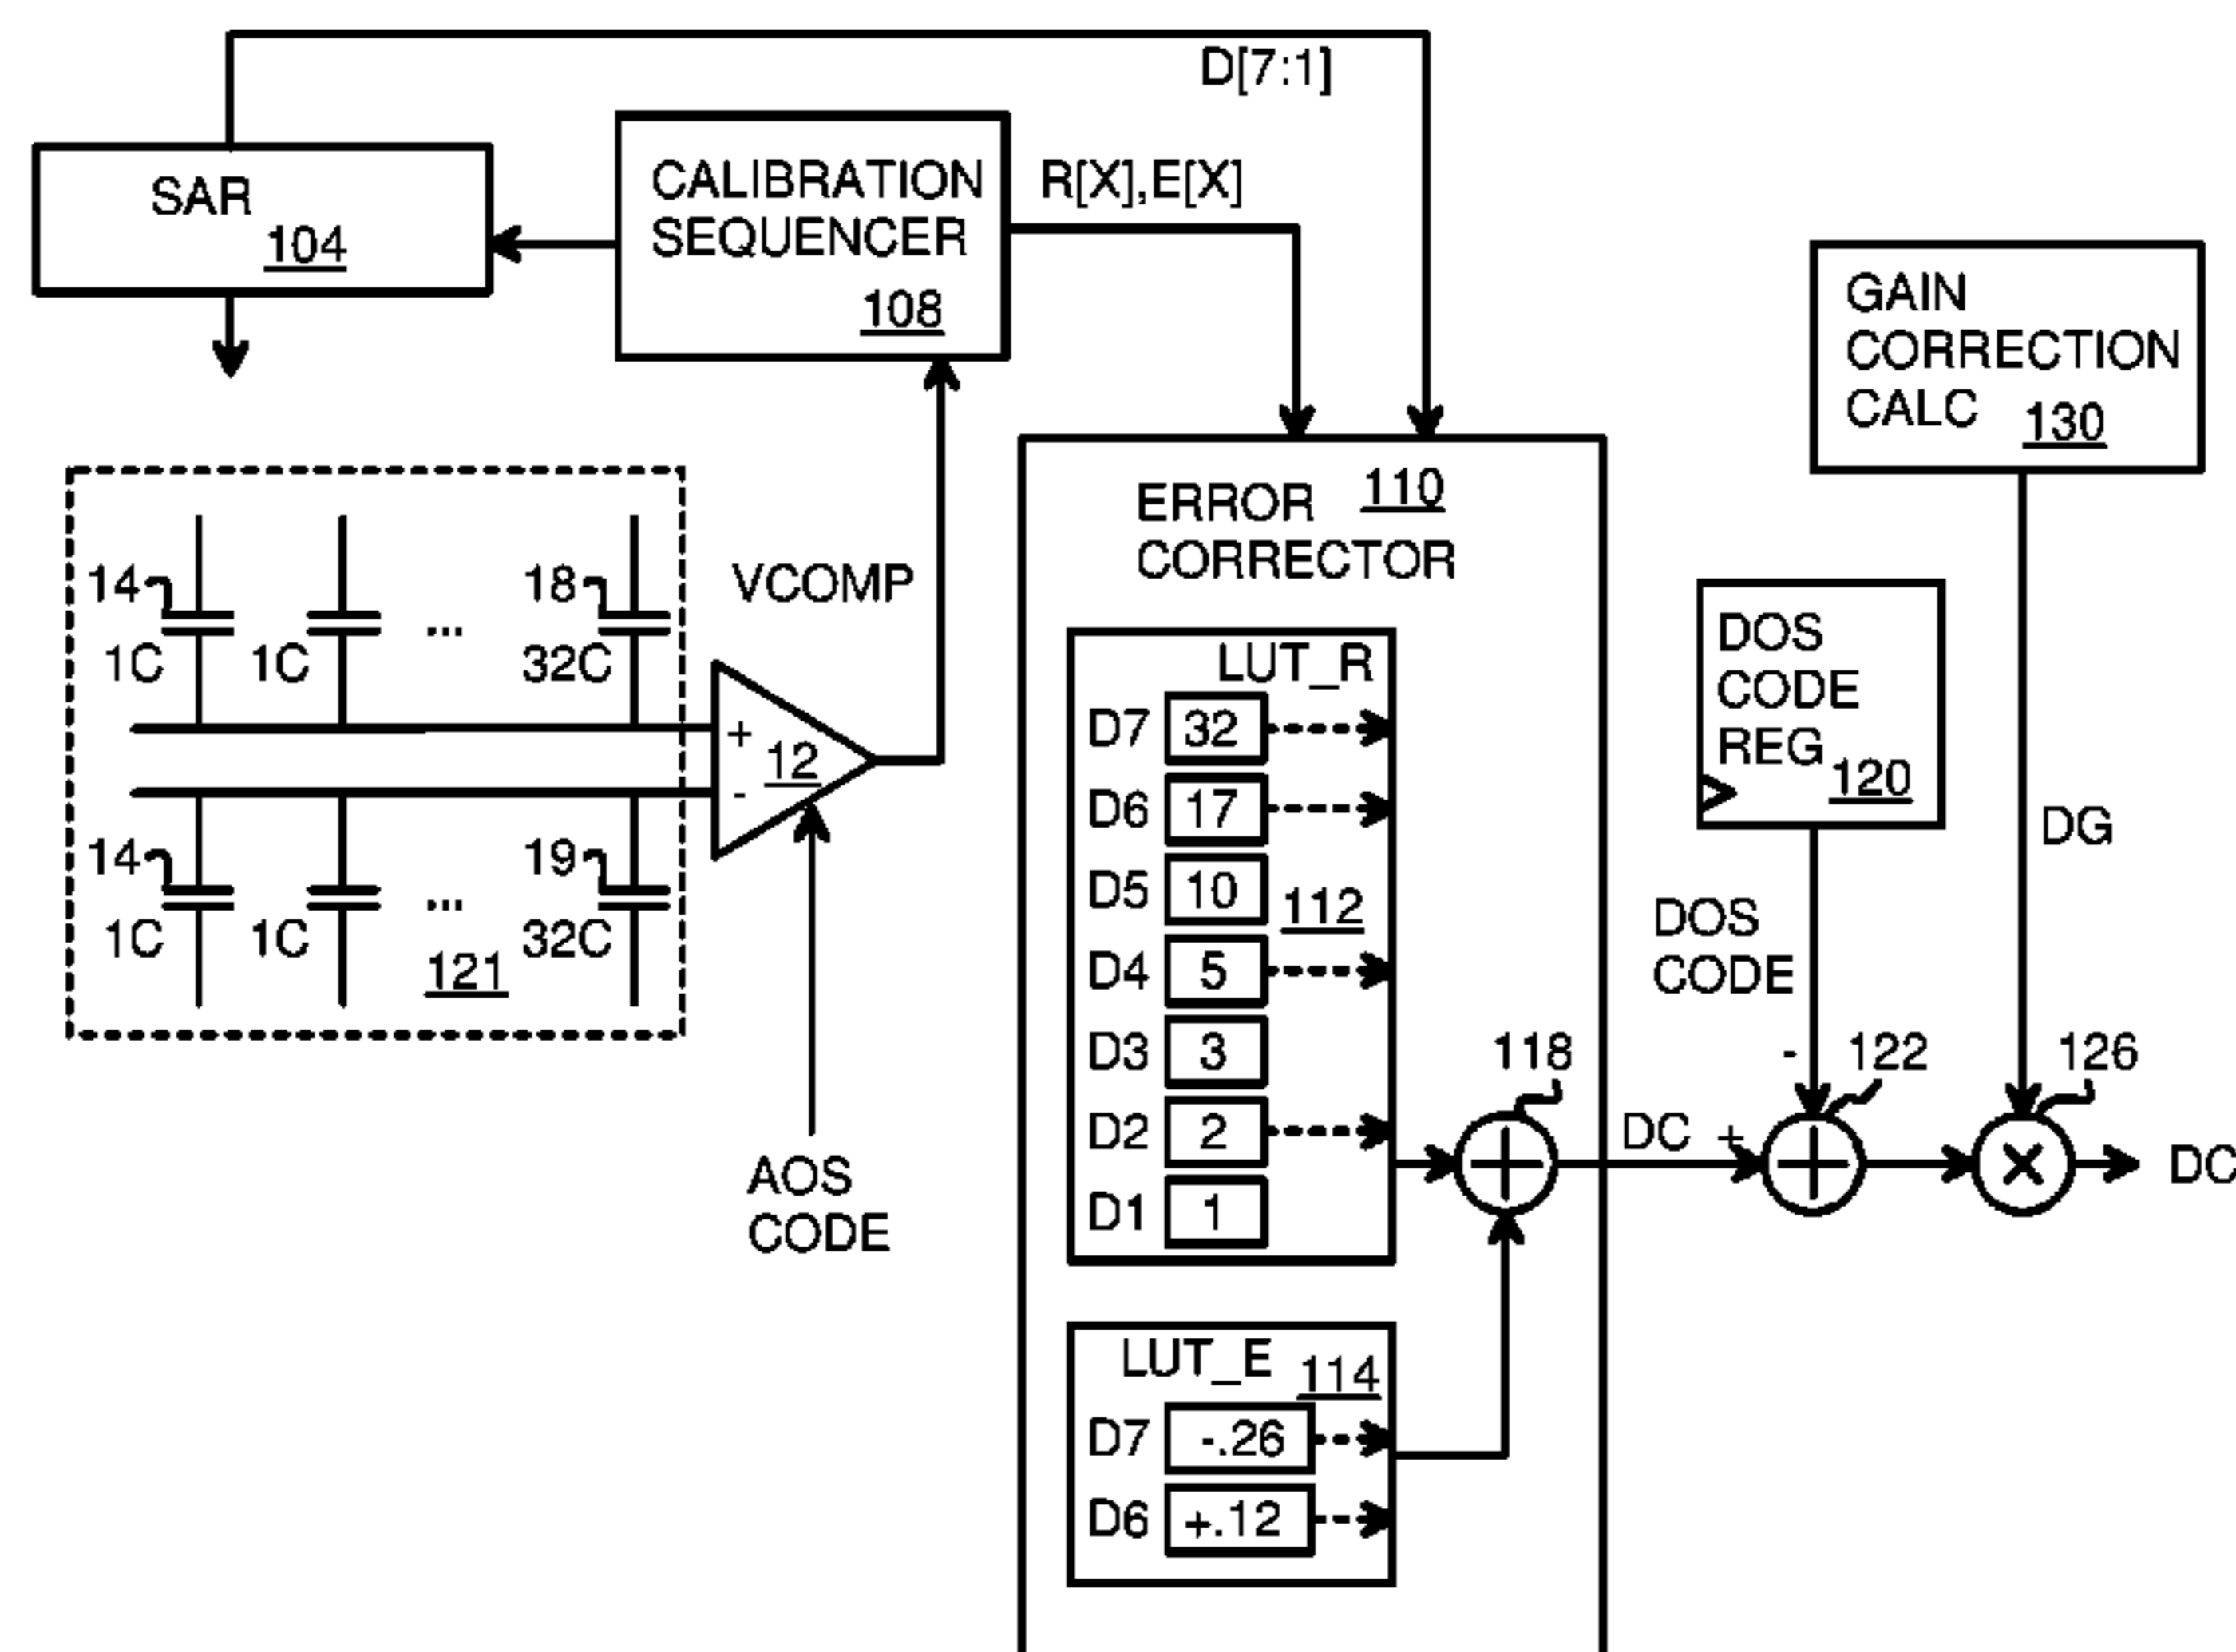 D[7:1]
SAR
104
CALIBRATION
SEQUENCER
108
R[X],E[X]
GAIN
CORRECTION
CALC 130
ERROR 110
CORRECTOR
14
1C
1C
...
18
32C
VCOMP
+
12
-
14
1C
1C
...
121
19
32C
AOS
CODE
LUT_R
D7 32
D6 17
D5 10
112
D4 5
D3 3
D2 2
D1 1
LUT_E 114
D7 -.26
D6 +.12
118
DOS
CODE
REG 120
DOS
CODE
DG
- 122
126
DC +
DC